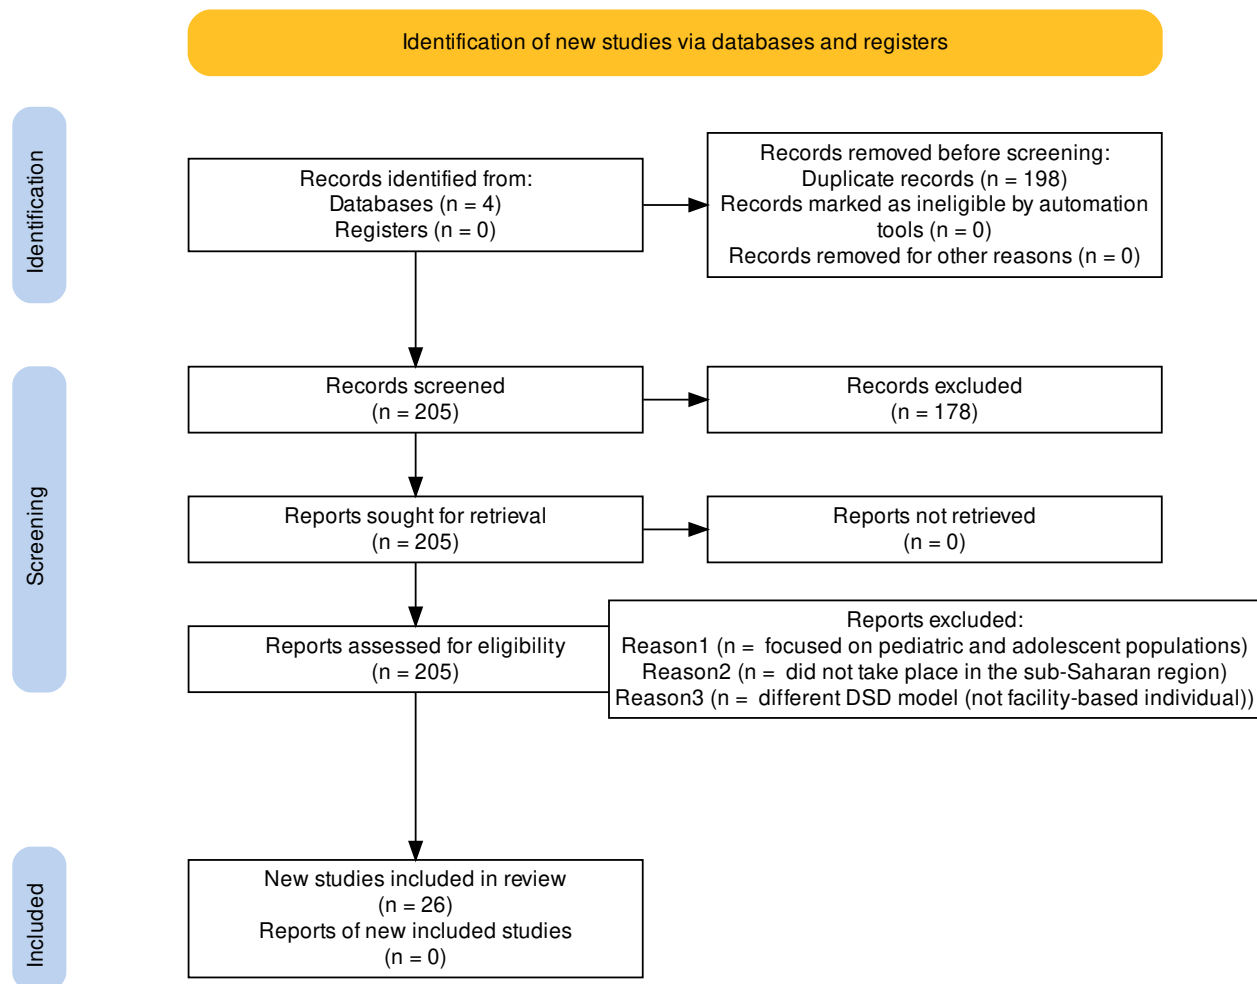 Identification of new studies via databases and registers
Identification
Records identified from:
Databases (n = 4)
Registers (n = 0)
Records removed before screening:
Duplicate records (n = 198)
Records marked as ineligible by automation
tools (n = 0)
Records removed for other reasons (n = 0)
Screening
Records screened
(n = 205)
Records excluded
(n = 178)
Reports sought for retrieval
(n = 205)
Reports not retrieved
(n = 0)
Reports assessed for eligibility
(n = 205)
Reports excluded:
Reason1 (n = focused on pediatric and adolescent populations)
Reason2 (n = did not take place in the sub-Saharan region)
Reason3 (n = different DSD model (not facility-based individual))
Included
New studies included in review
(n = 26)
Reports of new included studies
(n = 0)